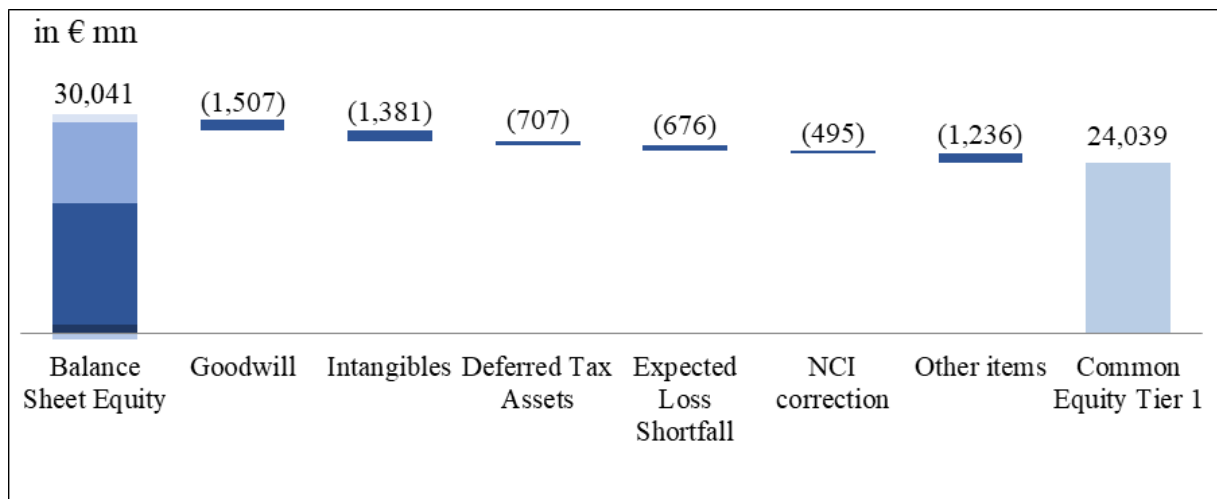 in € mn
30,041
(1,507)
(1,381)
(707)
(676)
(495)
(1,236)
24,039
Balance
Sheet Equity
Goodwill
Intangibles
Deferred Tax
Assets
Expected
Loss
Shortfall
NCI
correction
Other items
Common
Equity Tier 1